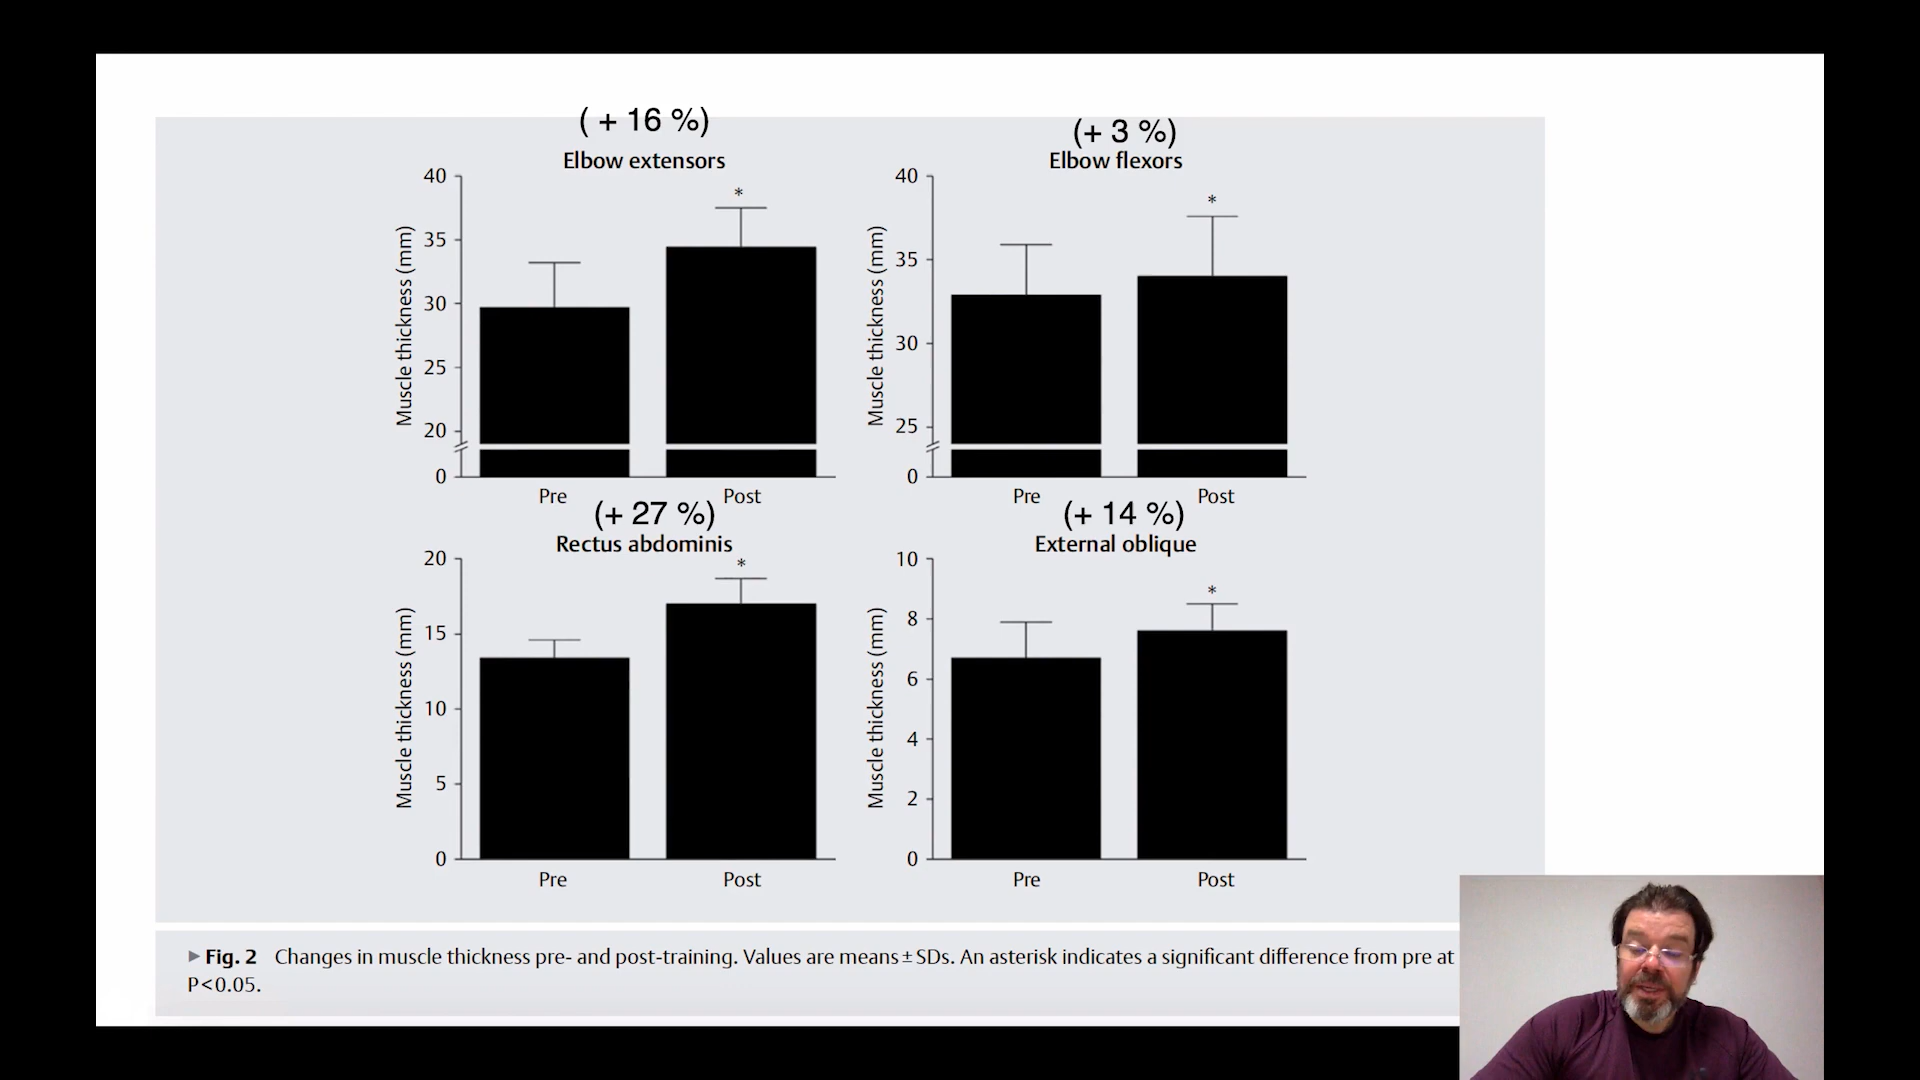 ( + 16 %)
Elbow extensors
40
35
30
25
20
0
Muscle thickness (mm)
*
Pre
Post
(+ 3 %)
Elbow flexors
40
35
30
25
0
Muscle thickness (mm)
*
Pre
Post
(+ 27 %)
Rectus abdominis
20
15
10
5
0
Muscle thickness (mm)
*
Pre
Post
(+ 14 %)
External oblique
10
8
6
4
2
0
Muscle thickness (mm)
*
Pre
Post
▶ Fig. 2 Changes in muscle thickness pre- and post-training. Values are means ± SDs. An asterisk indicates a significant difference from pre at
P<0.05.